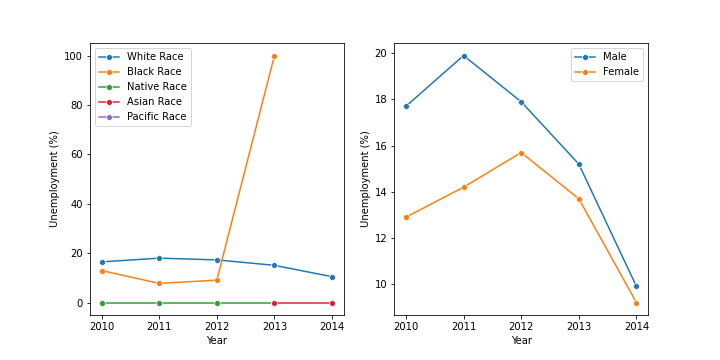 White Race
Black Race
Native Race
Asian Race
Pacific Race
Unemployment (%)
100
80
60
40
20
0
2010 2011 2012 2013 2014
Year
Male
Female
Unemployment (%)
20
18
16
14
12
10
2010 2011 2012 2013 2014
Year